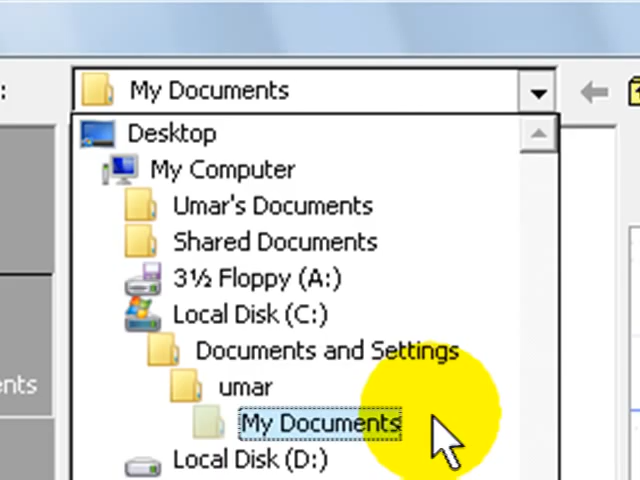 : My Documents
Desktop
My Computer
Umar's Documents
Shared Documents
3½ Floppy (A:)
Local Disk (C:)
Documents and Settings
ents umar
My Documents
Local Disk (D:)